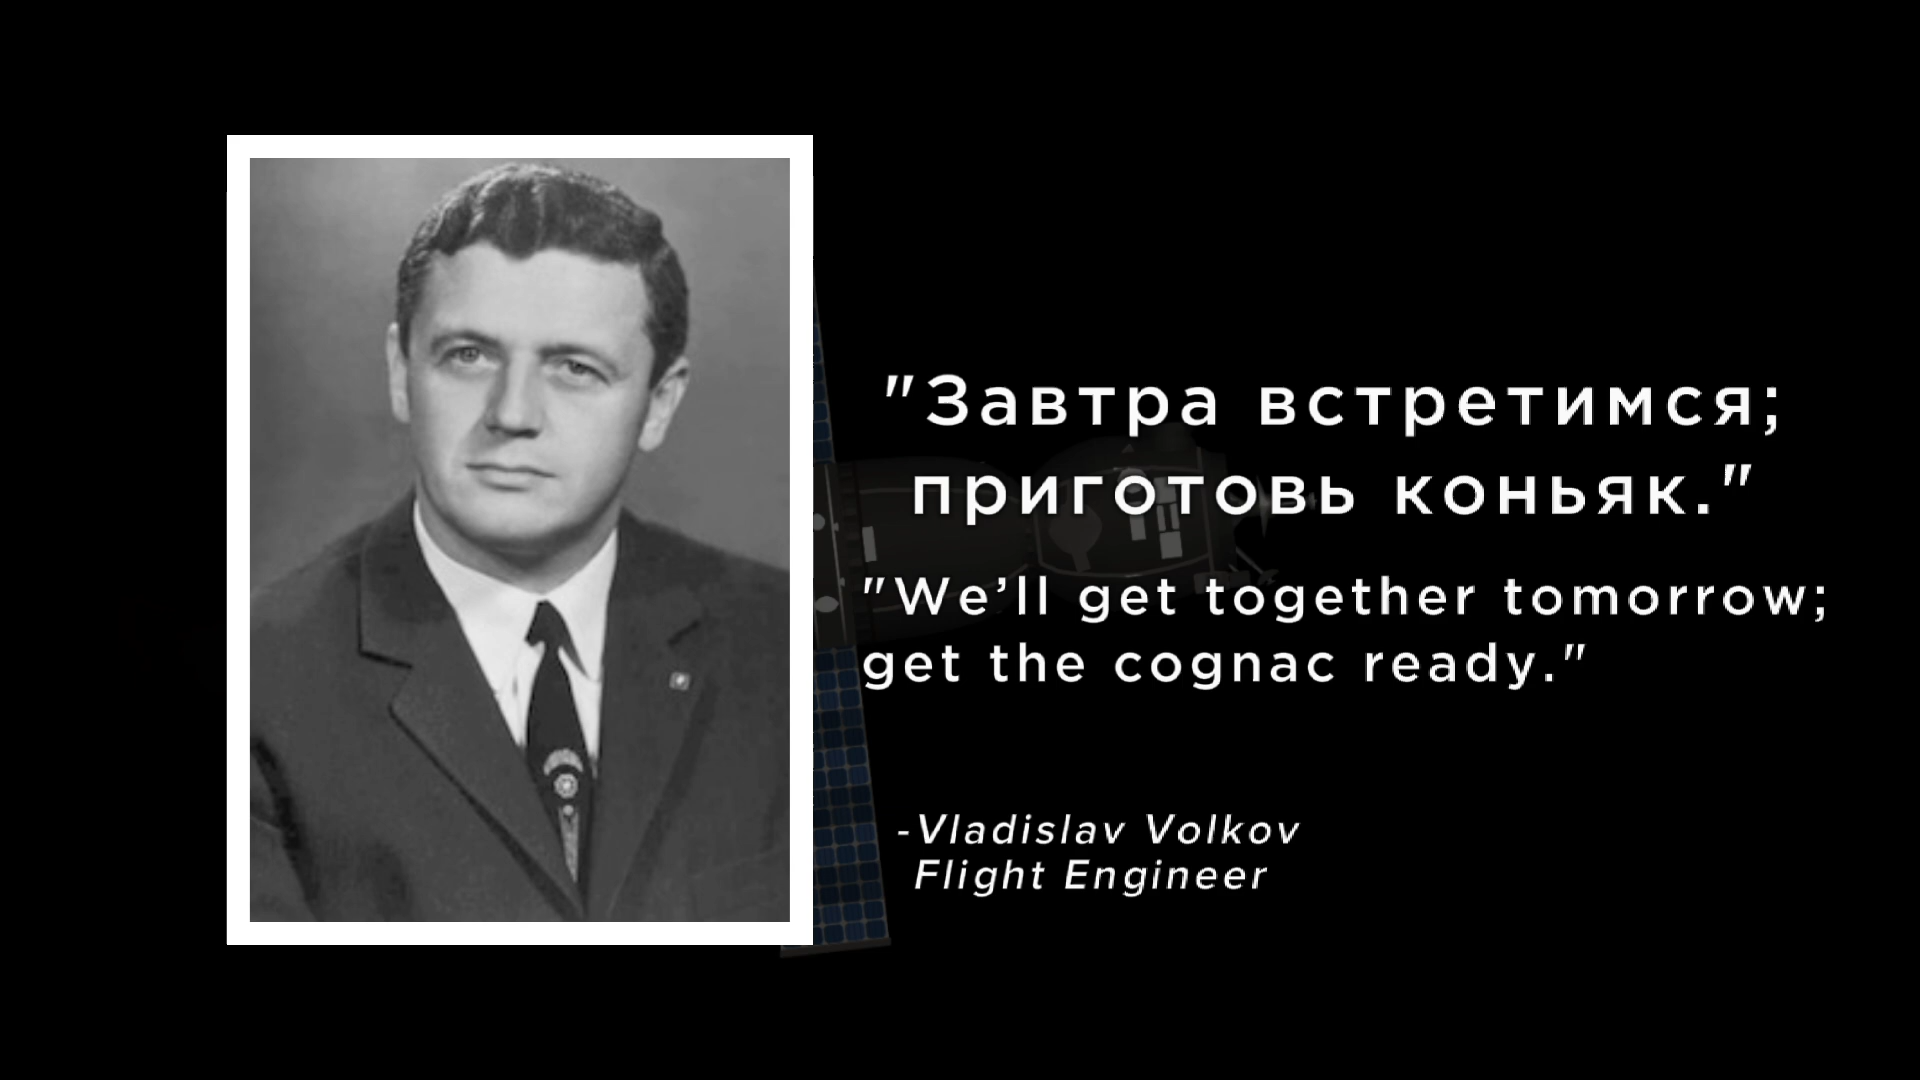 "Завтра встретимся;
приготовь коньяк."
"We’ll get together tomorrow;
get the cognac ready."
-Vladislav Volkov
Flight Engineer